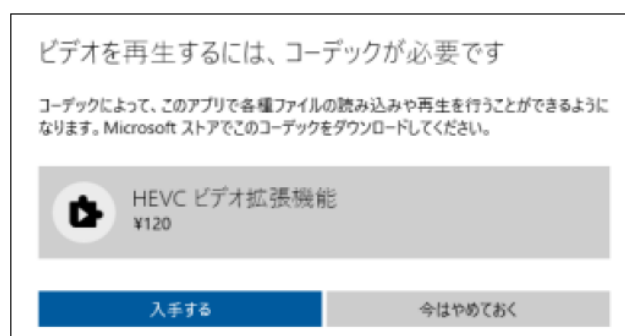 ビデオを再生するには、コーデックが必要です
コーデックによって、このアプリで各種ファイルの読み込みや再生を行うことができるように
なります。Microsoft ストアでこのコーデックをダウンロードしてください。
HEVC ビデオ拡張機能
¥120
入手する
今はやめておく